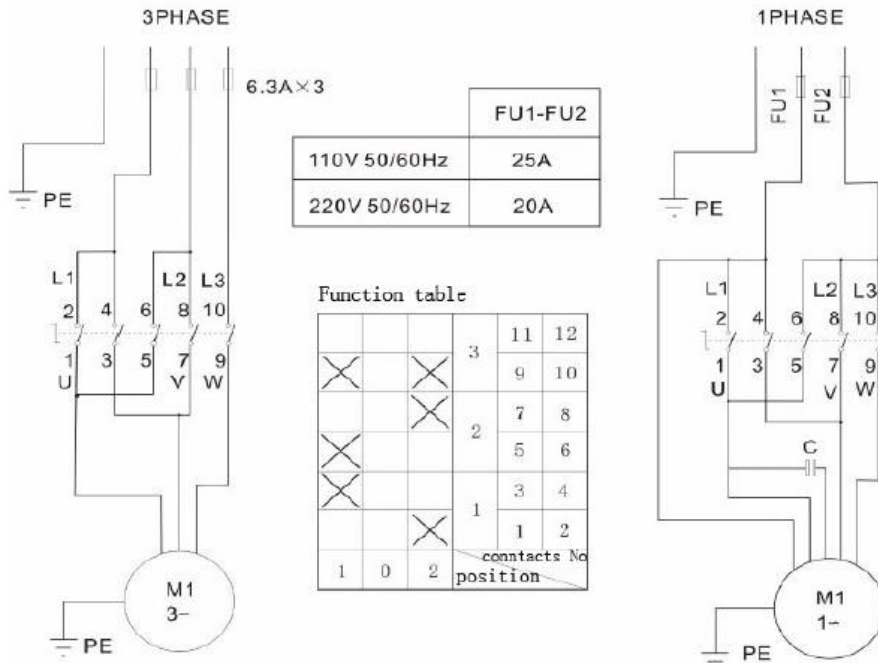 3PHASE
6.3A×3
PE
L1 L2 L3
2 4 6 8 10
1 3 5 7 9
U V W
M1
3~
PE
FU1-FU2
110V 50/60Hz 25A
220V 50/60Hz 20A
Function table
3 11 12
9 10
2 7 8
5 6
1 3 4
1 2
conntacts No
1 0 2 position
1PHASE
FU1 FU2
PE
L1 L2 L3
2 4 6 8 10
1 3 5 7 9
U V W
C
M1
1~
PE